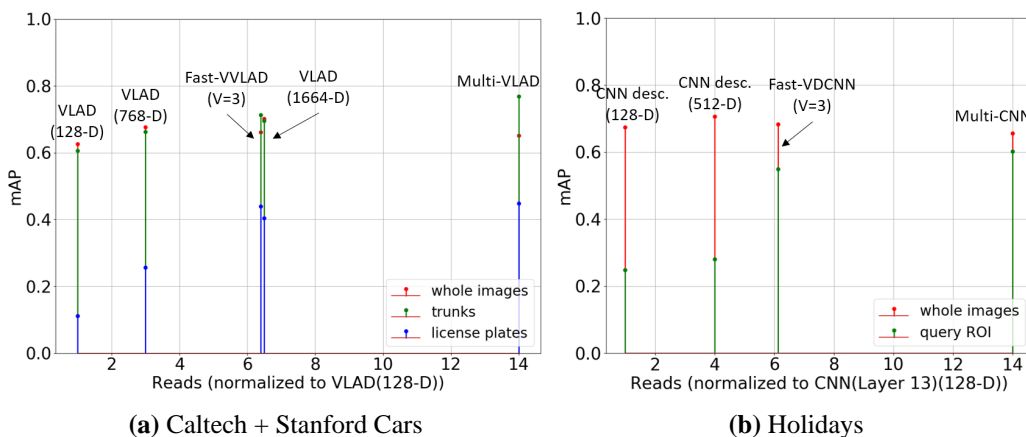 1.0
0.8
0.6
0.4
0.2
0.0
mAP
VLAD
(128-D)
VLAD
(768-D)
Fast-VVLAD
(V=3)
VLAD
(1664-D)
Multi-VLAD
whole images
trunks
license plates
2 4 6 8 10 12 14
Reads (normalized to VLAD(128-D))
(a) Caltech + Stanford Cars
1.0
0.8
0.6
0.4
0.2
0.0
mAP
CNN desc.
(128-D)
CNN desc.
(512-D)
Fast-VDCNN
(V=3)
Multi-CNN
whole images
query ROI
2 4 6 8 10 12 14
Reads (normalized to CNN(Layer 13)(128-D))
(b) Holidays